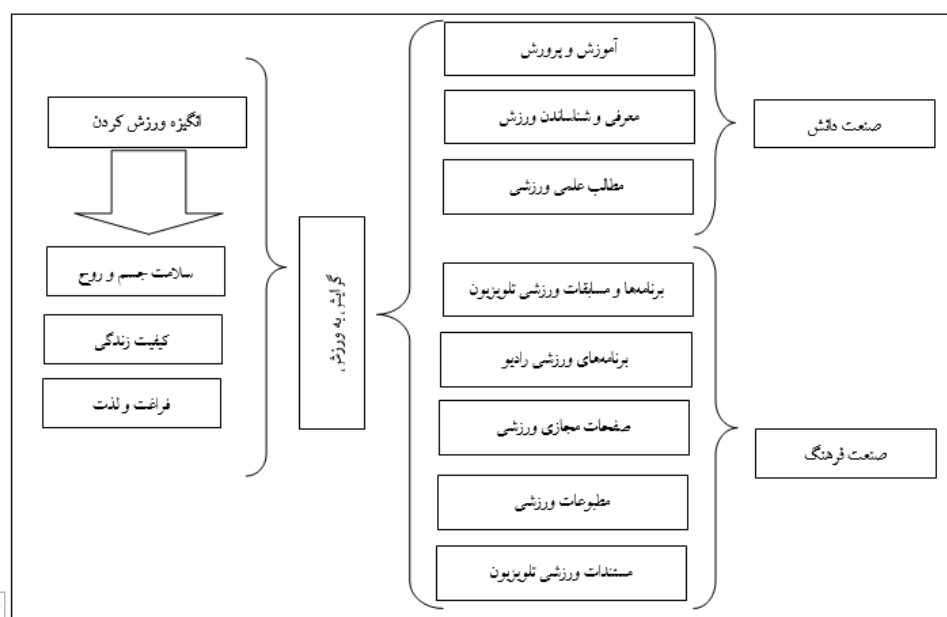 صنعت دانش
آموزش و پرورش
معرفی و شناساندن ورزش
مطالب علمی ورزشی
صنعت فرهنگ
برنامه‌ها و مسابقات ورزشی تلویزیون
برنامه‌های ورزشی رادیو
صفحات مجازی ورزشی
مطبوعات ورزشی
مستندات ورزشی تلویزیون
گرایش به ورزش
انگیزه ورزش کردن
سلامت جسم و روح
کیفیت زندگی
فراغت و لذت